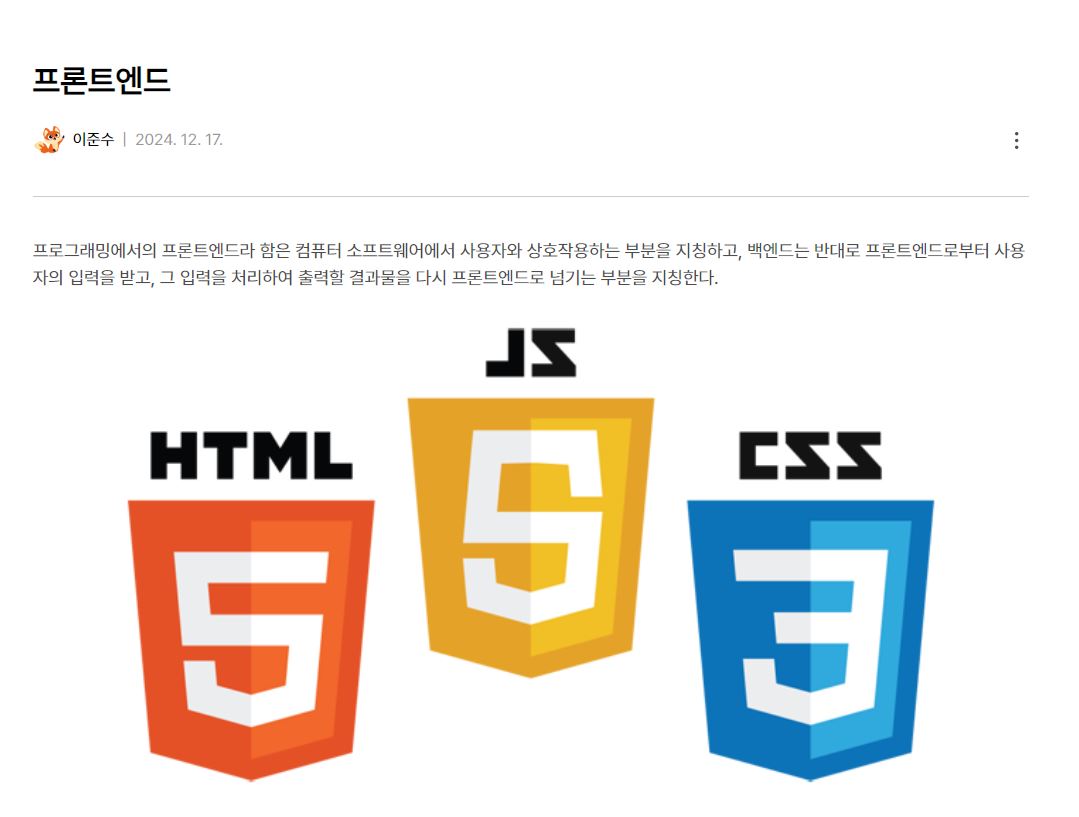 프론트엔드
이준수 | 2024. 12. 17.
프로그래밍에서의 프론트엔드라 함은 컴퓨터 소프트웨어에서 사용자와 상호작용하는 부분을 지칭하고, 백엔드는 반대로 프론트엔드로부터 사용
자의 입력을 받고, 그 입력을 처리하여 출력할 결과물을 다시 프론트엔드로 넘기는 부분을 지칭한다.
JS
HTML
CSS
5
5
3